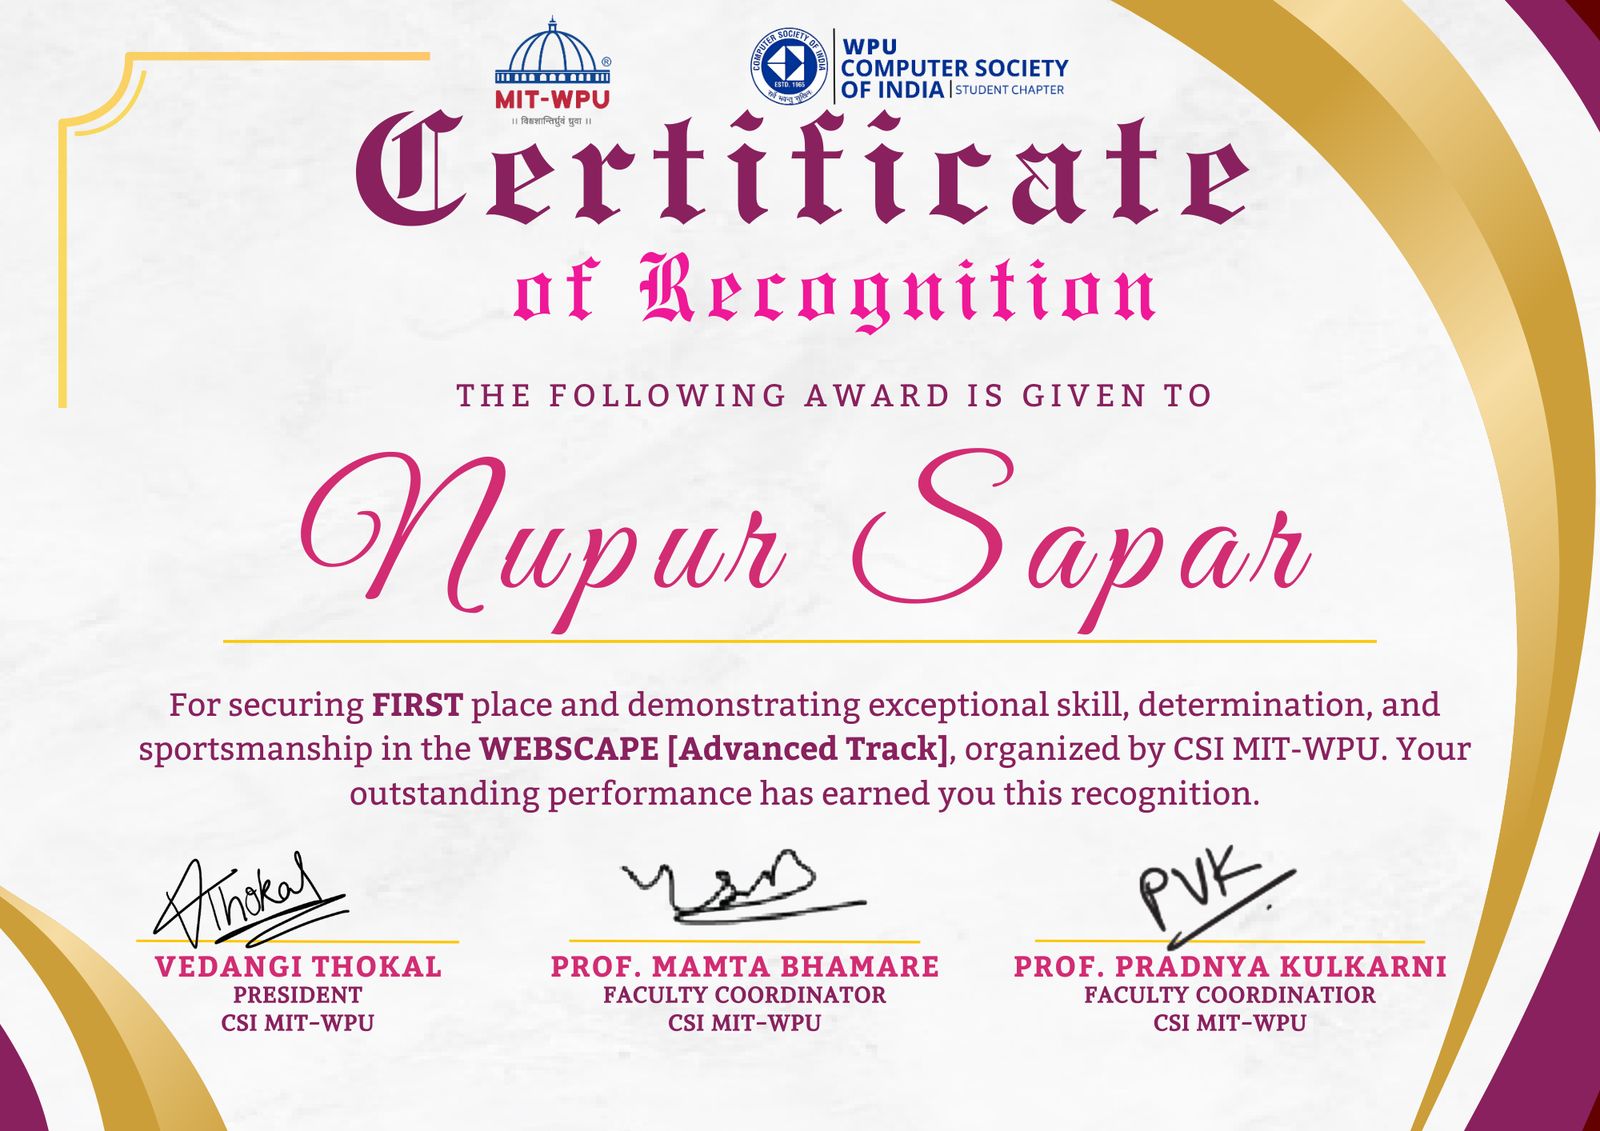 MIT-WPU
®
|| विश्वशान्तिर्ध्रुवं ध्रुवा ||
COMPUTER SOCIETY OF INDIA
ESTD. 1965
WPU
COMPUTER SOCIETY
OF INDIA | STUDENT CHAPTER
Certificate
of Recognition
THE FOLLOWING AWARD IS GIVEN TO
Nupur Sapar
For securing FIRST place and demonstrating exceptional skill, determination, and
sportsmanship in the WEBSCAPE [Advanced Track], organized by CSI MIT-WPU. Your
outstanding performance has earned you this recognition.
AThokal
PVK
VEDANGI THOKAL
PRESIDENT
CSI MIT-WPU
PROF. MAMTA BHAMARE
FACULTY COORDINATOR
CSI MIT-WPU
PROF. PRADNYA KULKARNI
FACULTY COORDINATIOR
CSI MIT-WPU